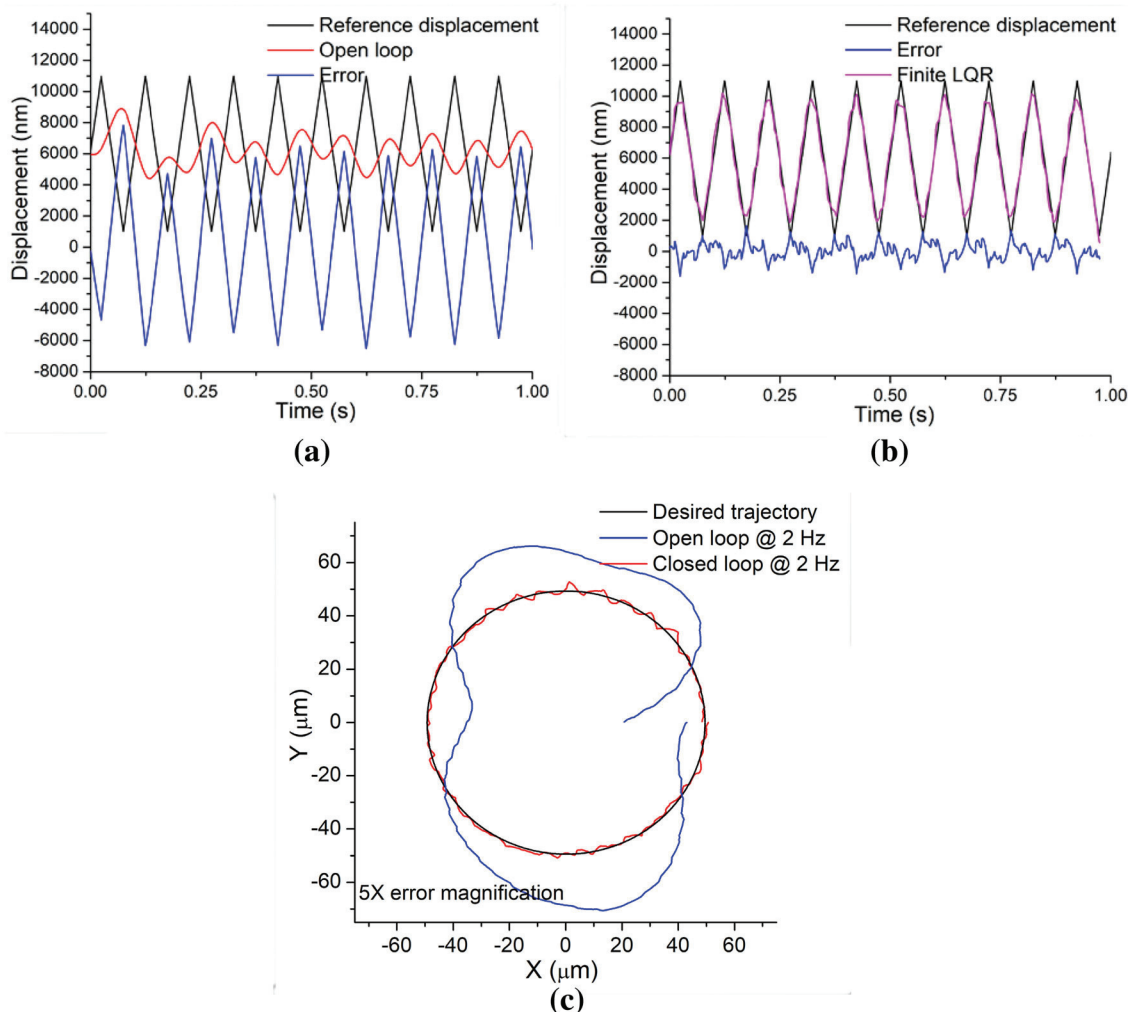 Reference displacement
Open loop
Error
14000
12000
10000
8000
6000
4000
2000
0
-2000
-4000
-6000
-8000
Displacement (nm)
0.00 0.25 0.50 0.75 1.00
Time (s)
(a)
Reference displacement
Error
Finite LQR
14000
12000
10000
8000
6000
4000
2000
0
-2000
-4000
-6000
-8000
Displacement (nm)
0.00 0.25 0.50 0.75 1.00
Time (s)
(b)
Desired trajectory
Open loop @ 2 Hz
Closed loop @ 2 Hz
60
40
20
0
-20
-40
-60
Y (μm)
5X error magnification
-60 -40 -20 0 20 40 60
X (μm)
(c)